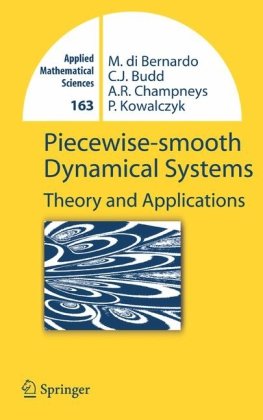 Applied
Mathematical
Sciences
163
M. di Bernardo
C.J. Budd
A.R. Champneys
P. Kowalczyk
Piecewise-smooth
Dynamical Systems
Theory and Applications
Springer